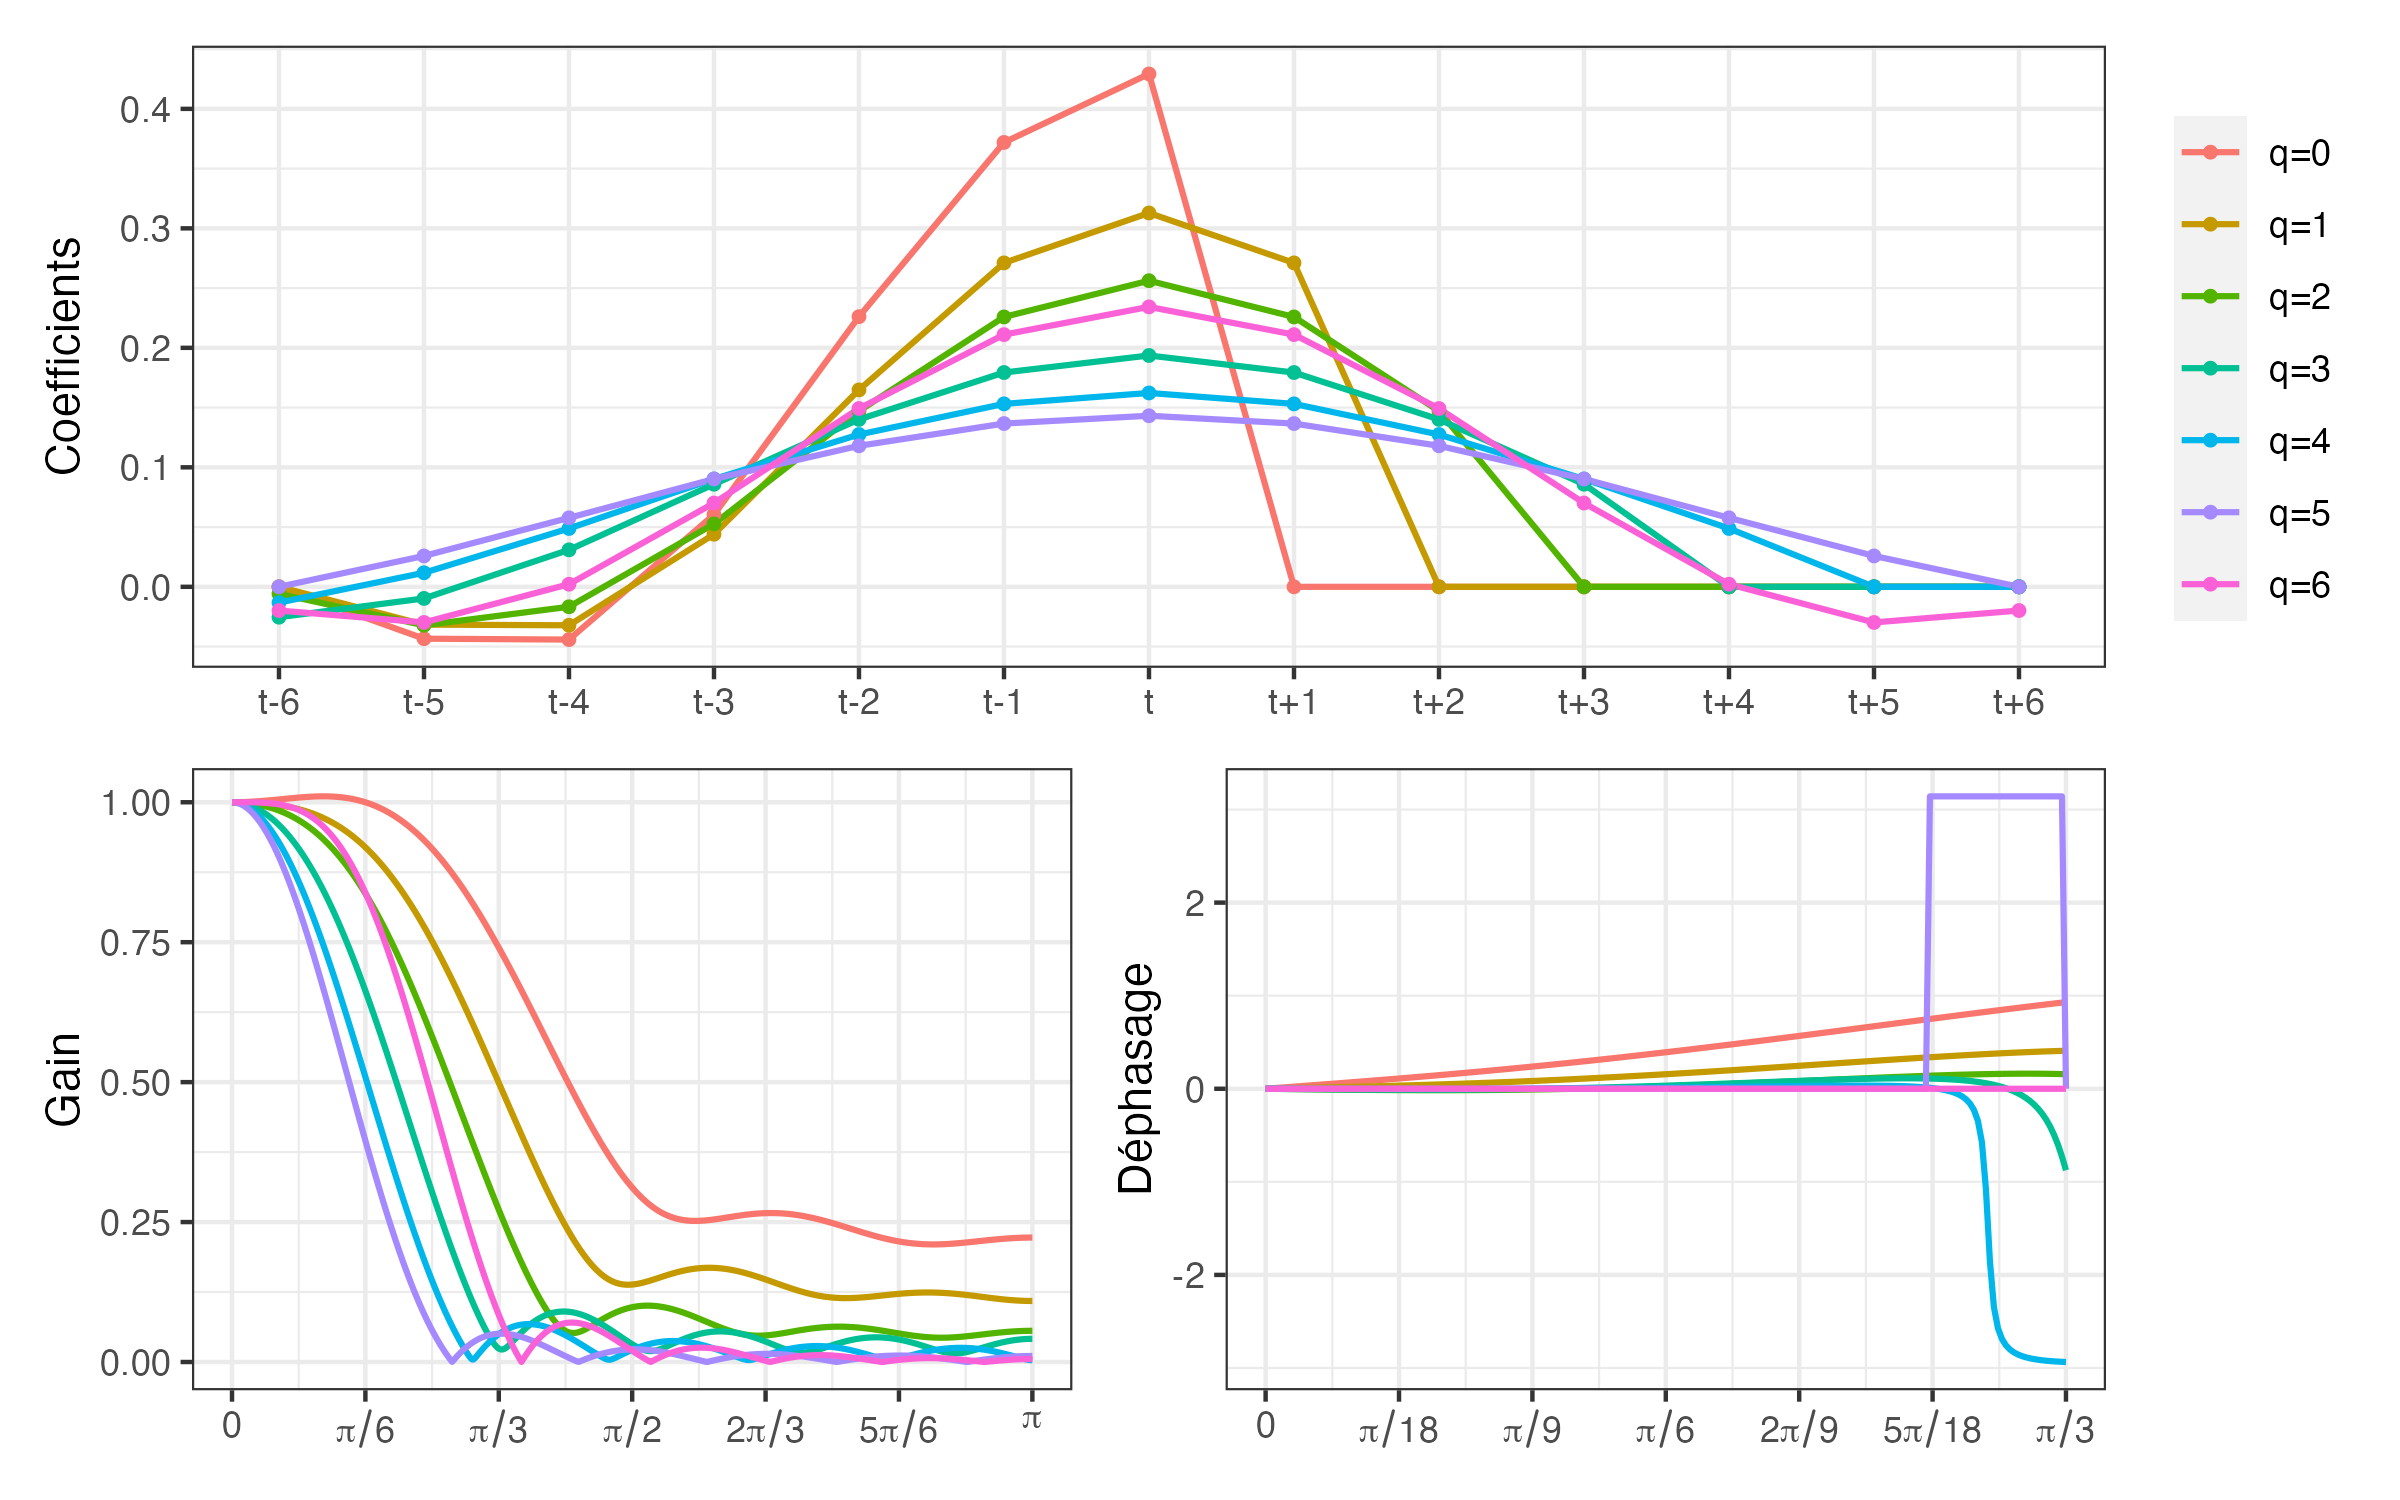 Coefficients
0.4
0.3
0.2
0.1
0.0
t-6 t-5 t-4 t-3 t-2 t-1 t t+1 t+2 t+3 t+4 t+5 t+6
q=0
q=1
q=2
q=3
q=4
q=5
q=6
Gain
1.00
0.75
0.50
0.25
0.00
0 π/6 π/3 π/2 2π/3 5π/6 π
Déphasage
2
0
-2
0 π/18 π/9 π/6 2π/9 5π/18 π/3